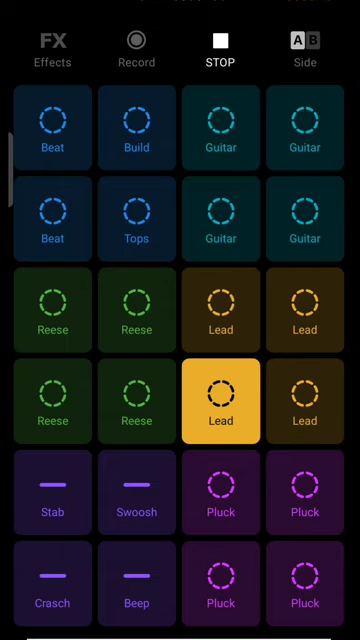 FX
A B
Effects Record STOP Side
Beat Build Guitar Guitar
Beat Tops Guitar Guitar
Reese Reese Lead Lead
Reese Reese Lead Lead
Stab Swoosh Pluck Pluck
Crasch Beep Pluck Pluck